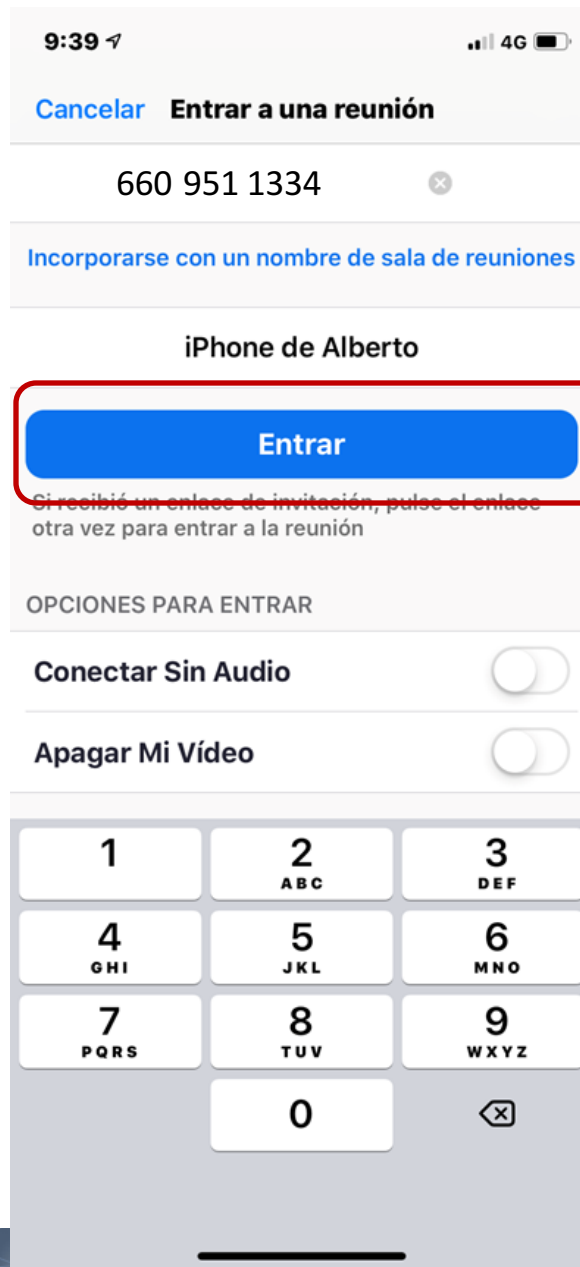 9:39
4G
Cancelar Entrar a una reunión
660 951 1334
Incorporarse con un nombre de sala de reuniones
iPhone de Alberto
Entrar
Si recibió un enlace de invitación, pulse el enlace
otra vez para entrar a la reunión
OPCIONES PARA ENTRAR
Conectar Sin Audio
Apagar Mi Vídeo
1 2 3
ABC DEF
4 5 6
GHI JKL MNO
7 8 9
PQRS TUV WXYZ
0